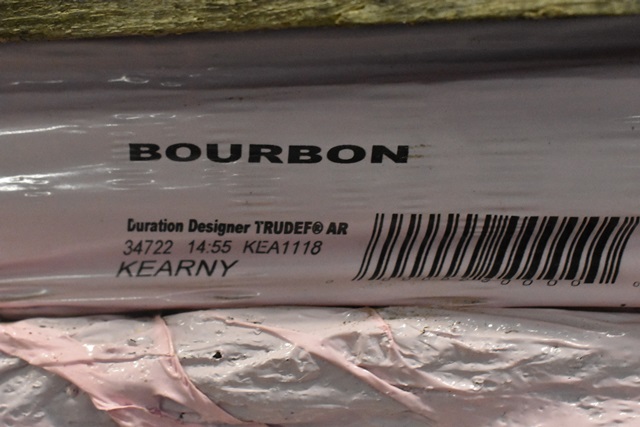 BOURBON
Duration Designer TRUDEF® AR
34722 14:55 KEA1118
KEARNY